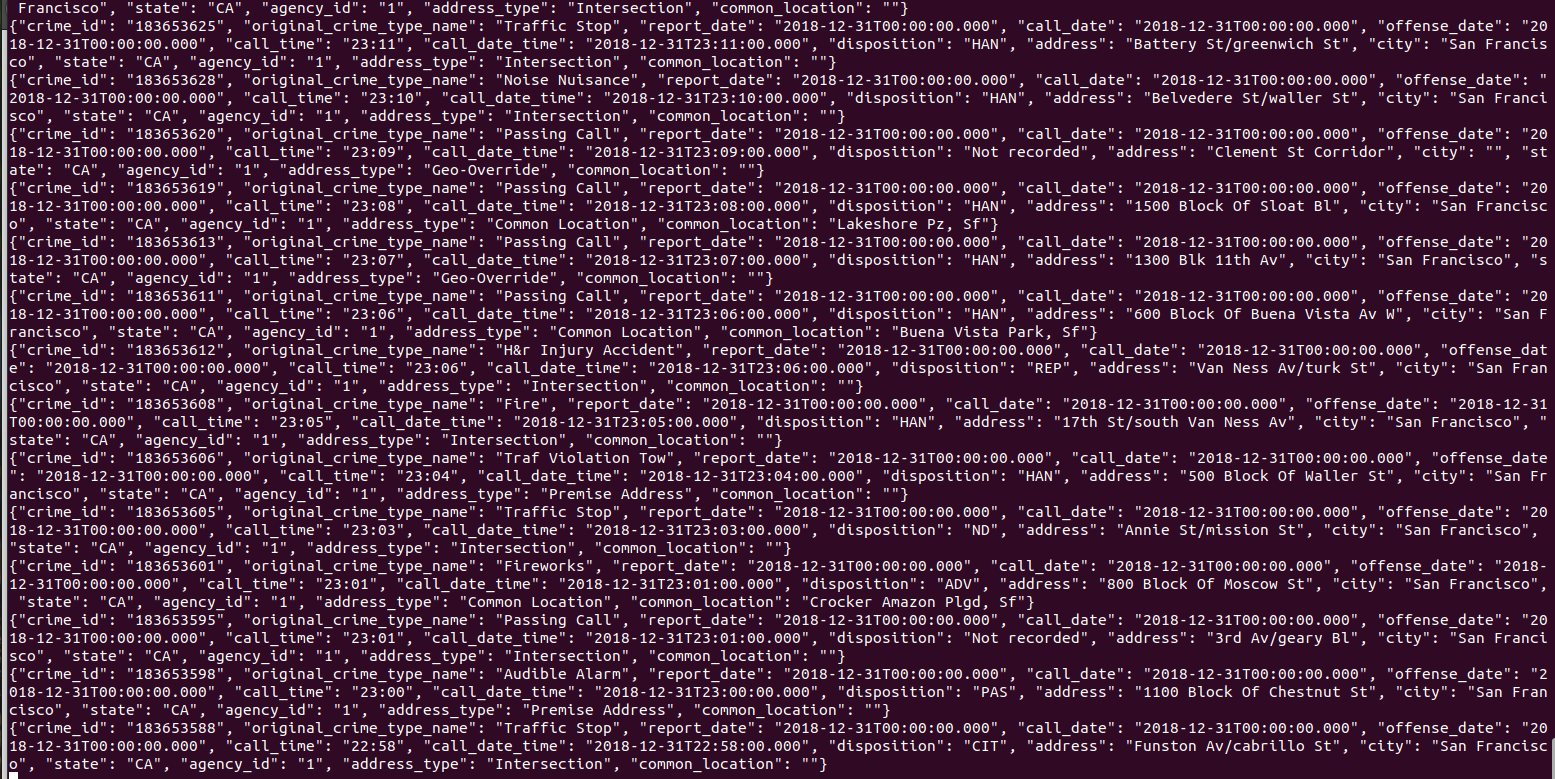 Francisco", "state": "CA", "agency_id": "1", "address_type": "Intersection", "common_location": ""}
{"crime_id": "183653625", "original_crime_type_name": "Traffic Stop", "report_date": "2018-12-31T00:00:00.000", "call_date": "2018-12-31T00:00:00.000", "offense_date": "20
18-12-31T00:00:00.000", "call_time": "23:11", "call_date_time": "2018-12-31T23:11:00.000", "disposition": "HAN", "address": "Battery St/greenwich St", "city": "San Francis
co", "state": "CA", "agency_id": "1", "address_type": "Intersection", "common_location": ""}
{"crime_id": "183653628", "original_crime_type_name": "Noise Nuisance", "report_date": "2018-12-31T00:00:00.000", "call_date": "2018-12-31T00:00:00.000", "offense_date": "
2018-12-31T00:00:00.000", "call_time": "23:10", "call_date_time": "2018-12-31T23:10:00.000", "disposition": "HAN", "address": "Belvedere St/waller St", "city": "San Franci
sco", "state": "CA", "agency_id": "1", "address_type": "Intersection", "common_location": ""}
{"crime_id": "183653620", "original_crime_type_name": "Passing Call", "report_date": "2018-12-31T00:00:00.000", "call_date": "2018-12-31T00:00:00.000", "offense_date": "20
18-12-31T00:00:00.000", "call_time": "23:09", "call_date_time": "2018-12-31T23:09:00.000", "disposition": "Not recorded", "address": "Clement St Corridor", "city": "", "st
ate": "CA", "agency_id": "1", "address_type": "Geo-Override", "common_location": ""}
{"crime_id": "183653619", "original_crime_type_name": "Passing Call", "report_date": "2018-12-31T00:00:00.000", "call_date": "2018-12-31T00:00:00.000", "offense_date": "20
18-12-31T00:00:00.000", "call_time": "23:08", "call_date_time": "2018-12-31T23:08:00.000", "disposition": "HAN", "address": "1500 Block Of Sloat Bl", "city": "San Francisc
o", "state": "CA", "agency_id": "1", "address_type": "Common Location", "common_location": "Lakeshore Pz, Sf"}
{"crime_id": "183653613", "original_crime_type_name": "Passing Call", "report_date": "2018-12-31T00:00:00.000", "call_date": "2018-12-31T00:00:00.000", "offense_date": "20
18-12-31T00:00:00.000", "call_time": "23:07", "call_date_time": "2018-12-31T23:07:00.000", "disposition": "HAN", "address": "1300 Blk 11th Av", "city": "San Francisco", "s
tate": "CA", "agency_id": "1", "address_type": "Geo-Override", "common_location": ""}
{"crime_id": "183653611", "original_crime_type_name": "Passing Call", "report_date": "2018-12-31T00:00:00.000", "call_date": "2018-12-31T00:00:00.000", "offense_date": "20
18-12-31T00:00:00.000", "call_time": "23:06", "call_date_time": "2018-12-31T23:06:00.000", "disposition": "HAN", "address": "600 Block Of Buena Vista Av W", "city": "San F
rancisco", "state": "CA", "agency_id": "1", "address_type": "Common Location", "common_location": "Buena Vista Park, Sf"}
{"crime_id": "183653612", "original_crime_type_name": "H&r Injury Accident", "report_date": "2018-12-31T00:00:00.000", "call_date": "2018-12-31T00:00:00.000", "offense_dat
e": "2018-12-31T00:00:00.000", "call_time": "23:06", "call_date_time": "2018-12-31T23:06:00.000", "disposition": "REP", "address": "Van Ness Av/turk St", "city": "San Fran
cisco", "state": "CA", "agency_id": "1", "address_type": "Intersection", "common_location": ""}
{"crime_id": "183653608", "original_crime_type_name": "Fire", "report_date": "2018-12-31T00:00:00.000", "call_date": "2018-12-31T00:00:00.000", "offense_date": "2018-12-31
T00:00:00.000", "call_time": "23:05", "call_date_time": "2018-12-31T23:05:00.000", "disposition": "HAN", "address": "17th St/south Van Ness Av", "city": "San Francisco", "
state": "CA", "agency_id": "1", "address_type": "Intersection", "common_location": ""}
{"crime_id": "183653606", "original_crime_type_name": "Traf Violation Tow", "report_date": "2018-12-31T00:00:00.000", "call_date": "2018-12-31T00:00:00.000", "offense_date
": "2018-12-31T00:00:00.000", "call_time": "23:04", "call_date_time": "2018-12-31T23:04:00.000", "disposition": "HAN", "address": "500 Block Of Waller St", "city": "San Fr
ancisco", "state": "CA", "agency_id": "1", "address_type": "Premise Address", "common_location": ""}
{"crime_id": "183653605", "original_crime_type_name": "Traffic Stop", "report_date": "2018-12-31T00:00:00.000", "call_date": "2018-12-31T00:00:00.000", "offense_date": "20
18-12-31T00:00:00.000", "call_time": "23:03", "call_date_time": "2018-12-31T23:03:00.000", "disposition": "ND", "address": "Annie St/mission St", "city": "San Francisco",
"state": "CA", "agency_id": "1", "address_type": "Intersection", "common_location": ""}
{"crime_id": "183653601", "original_crime_type_name": "Fireworks", "report_date": "2018-12-31T00:00:00.000", "call_date": "2018-12-31T00:00:00.000", "offense_date": "2018-
12-31T00:00:00.000", "call_time": "23:01", "call_date_time": "2018-12-31T23:01:00.000", "disposition": "ADV", "address": "800 Block Of Moscow St", "city": "San Francisco",
 "state": "CA", "agency_id": "1", "address_type": "Common Location", "common_location": "Crocker Amazon Plgd, Sf"}
{"crime_id": "183653595", "original_crime_type_name": "Passing Call", "report_date": "2018-12-31T00:00:00.000", "call_date": "2018-12-31T00:00:00.000", "offense_date": "20
18-12-31T00:00:00.000", "call_time": "23:01", "call_date_time": "2018-12-31T23:01:00.000", "disposition": "Not recorded", "address": "3rd Av/geary Bl", "city": "San Franci
sco", "state": "CA", "agency_id": "1", "address_type": "Intersection", "common_location": ""}
{"crime_id": "183653598", "original_crime_type_name": "Audible Alarm", "report_date": "2018-12-31T00:00:00.000", "call_date": "2018-12-31T00:00:00.000", "offense_date": "2
018-12-31T00:00:00.000", "call_time": "23:00", "call_date_time": "2018-12-31T23:00:00.000", "disposition": "PAS", "address": "1100 Block Of Chestnut St", "city": "San Fran
cisco", "state": "CA", "agency_id": "1", "address_type": "Premise Address", "common_location": ""}
{"crime_id": "183653588", "original_crime_type_name": "Traffic Stop", "report_date": "2018-12-31T00:00:00.000", "call_date": "2018-12-31T00:00:00.000", "offense_date": "20
18-12-31T00:00:00.000", "call_time": "22:58", "call_date_time": "2018-12-31T22:58:00.000", "disposition": "CIT", "address": "Funston Av/cabrillo St", "city": "San Francisc
o", "state": "CA", "agency_id": "1", "address_type": "Intersection", "common_location": ""}